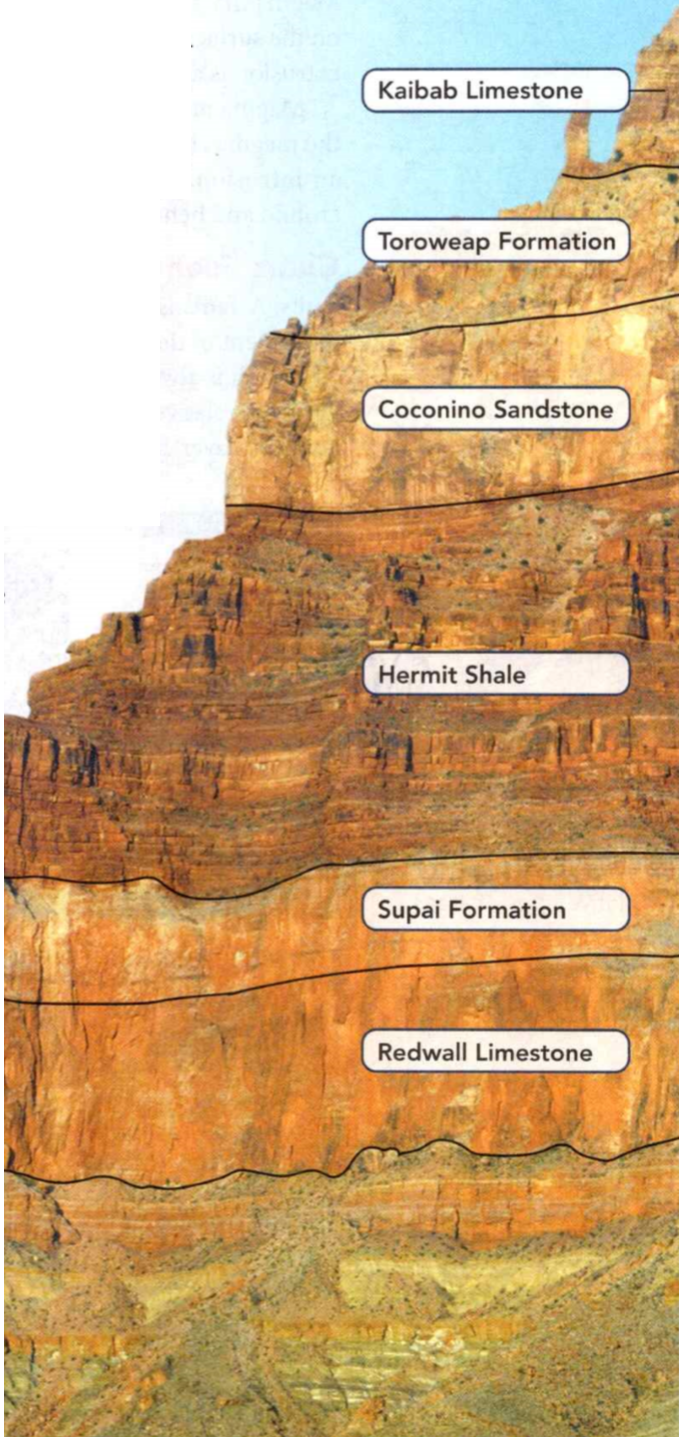 Kaibab Limestone
Toroweap Formation
Coconino Sandstone
Hermit Shale
Supai Formation
Redwall Limestone